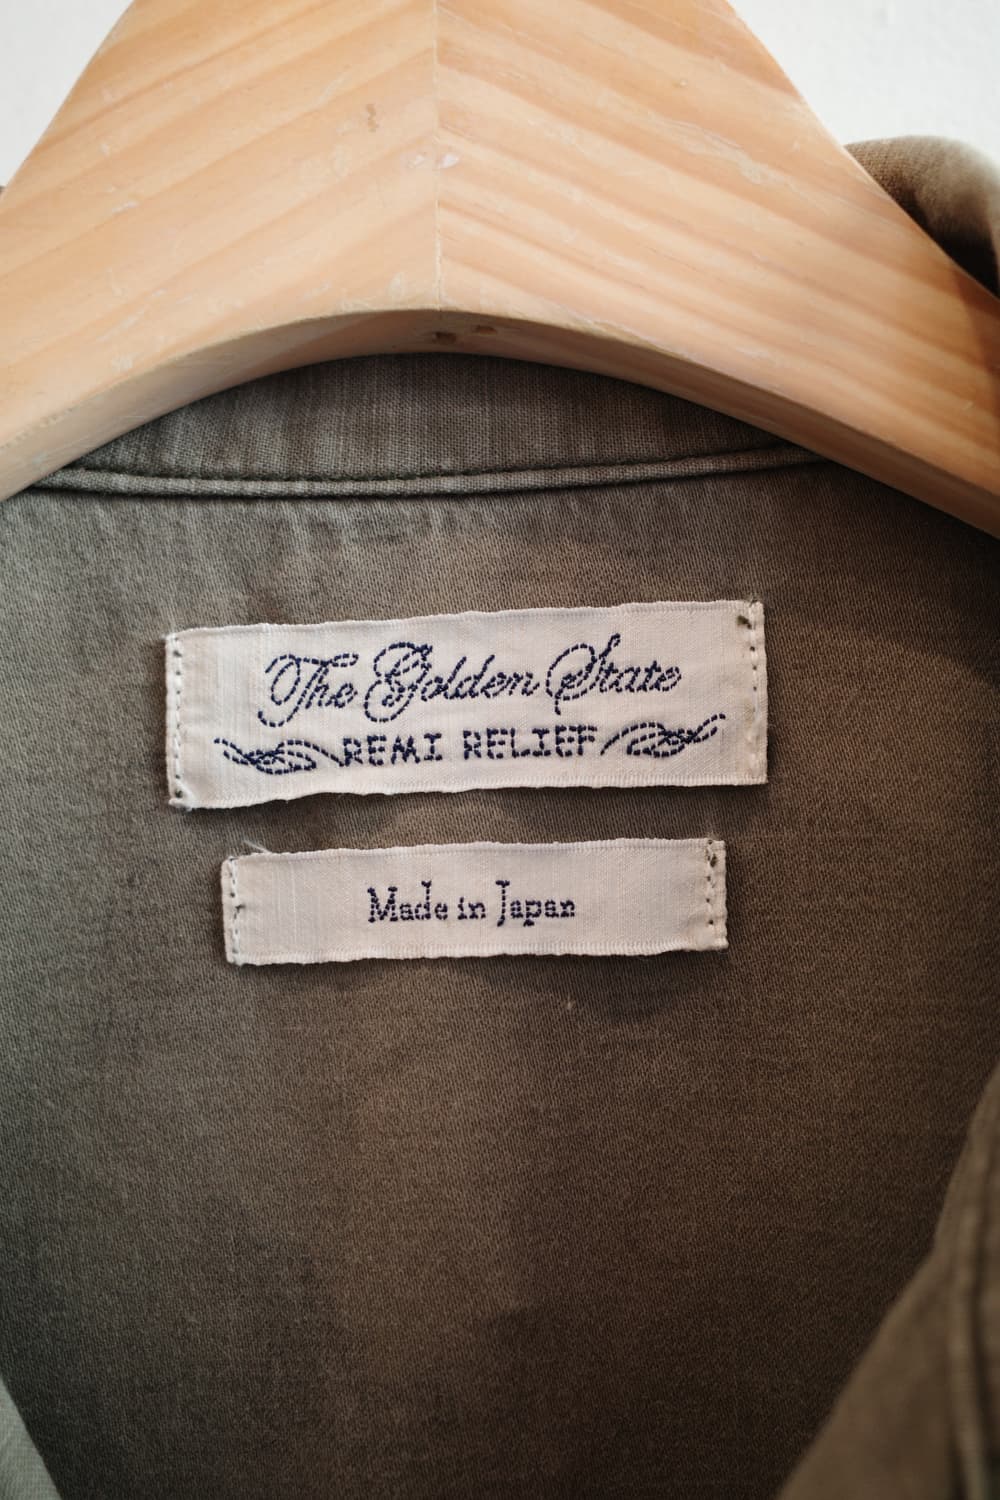 The Golden State
REMI RELIEF
Made in Japan